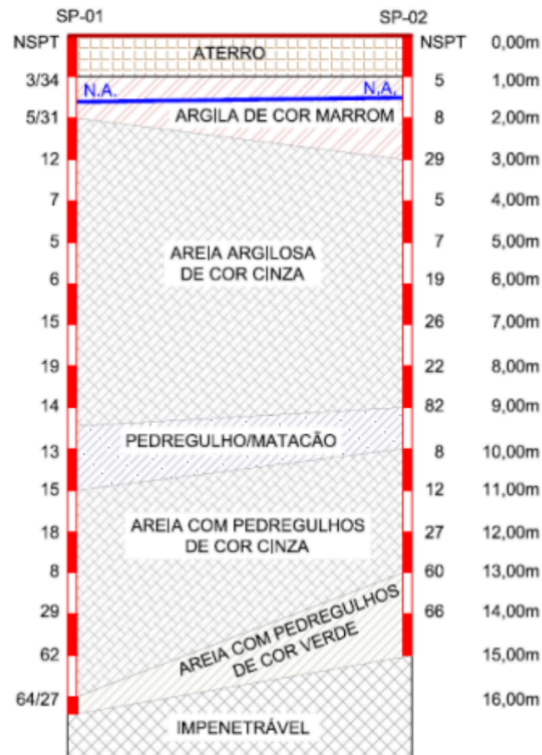 SP-01 SP-02
NSPT NSPT 0,00m
ATERRO
3/34 5 1,00m
N.A. N.A.
5/31 ARGILA DE COR MARROM 8 2,00m
12 29 3,00m
7 5 4,00m
5 7 5,00m
AREIA ARGILOSA
DE COR CINZA
6 19 6,00m
15 26 7,00m
19 22 8,00m
14 82 9,00m
PEDREGULHO/MATACÃO
13 8 10,00m
15 12 11,00m
AREIA COM PEDREGULHOS
18 27 12,00m
DE COR CINZA
8 60 13,00m
29 66 14,00m
AREIA COM PEDREGULHOS
DE COR VERDE
62 15,00m
64/27 16,00m
IMPENETRÁVEL